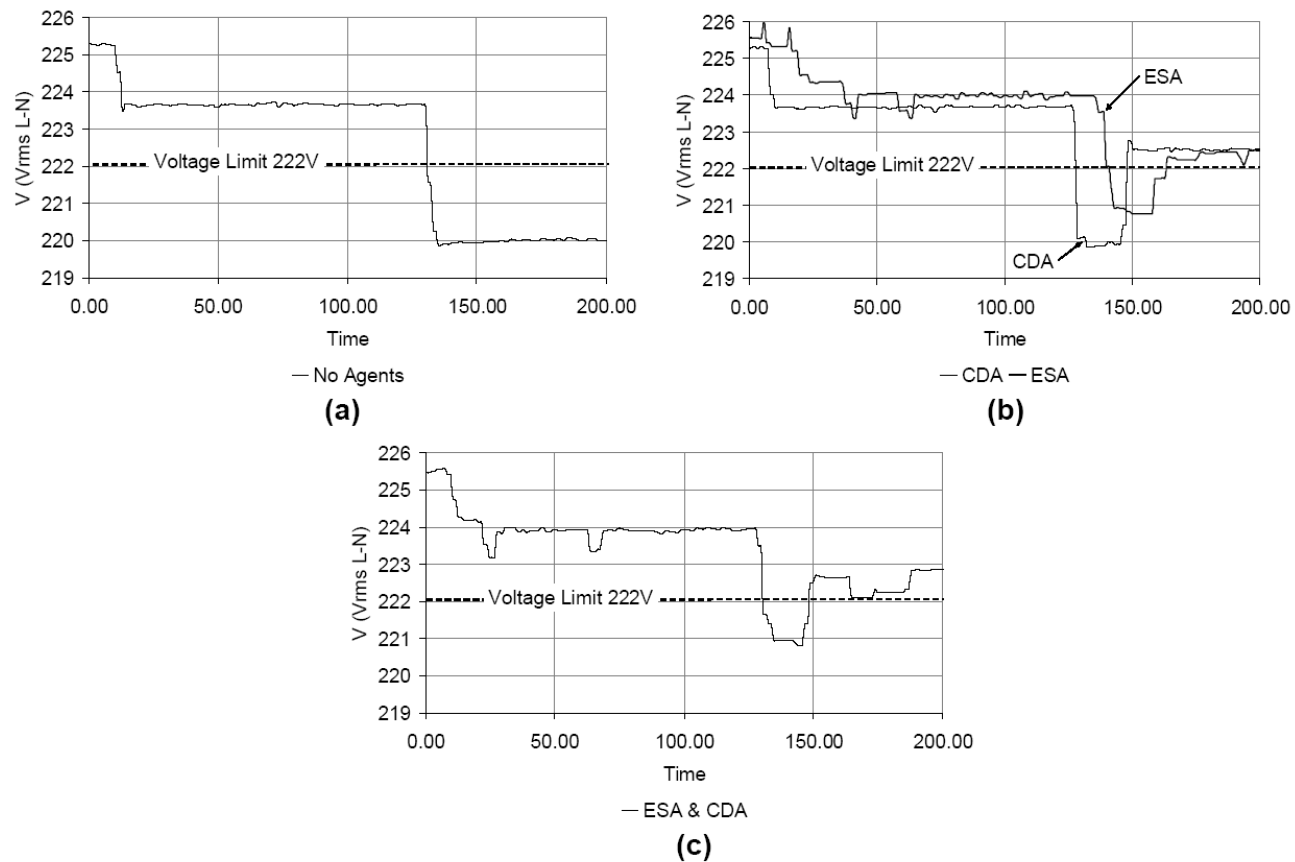 226
225
224
223
222
221
220
219
V (Vrms L-N)
Voltage Limit 222V
0.00 50.00 100.00 150.00 200.00
Time
No Agents
(a)
226
225
224
223
222
221
220
219
V (Vrms L-N)
ESA
Voltage Limit 222V
CDA
0.00 50.00 100.00 150.00 200.00
Time
CDA ESA
(b)
226
225
224
223
222
221
220
219
V (Vrms L-N)
Voltage Limit 222V
0.00 50.00 100.00 150.00 200.00
Time
ESA & CDA
(c)